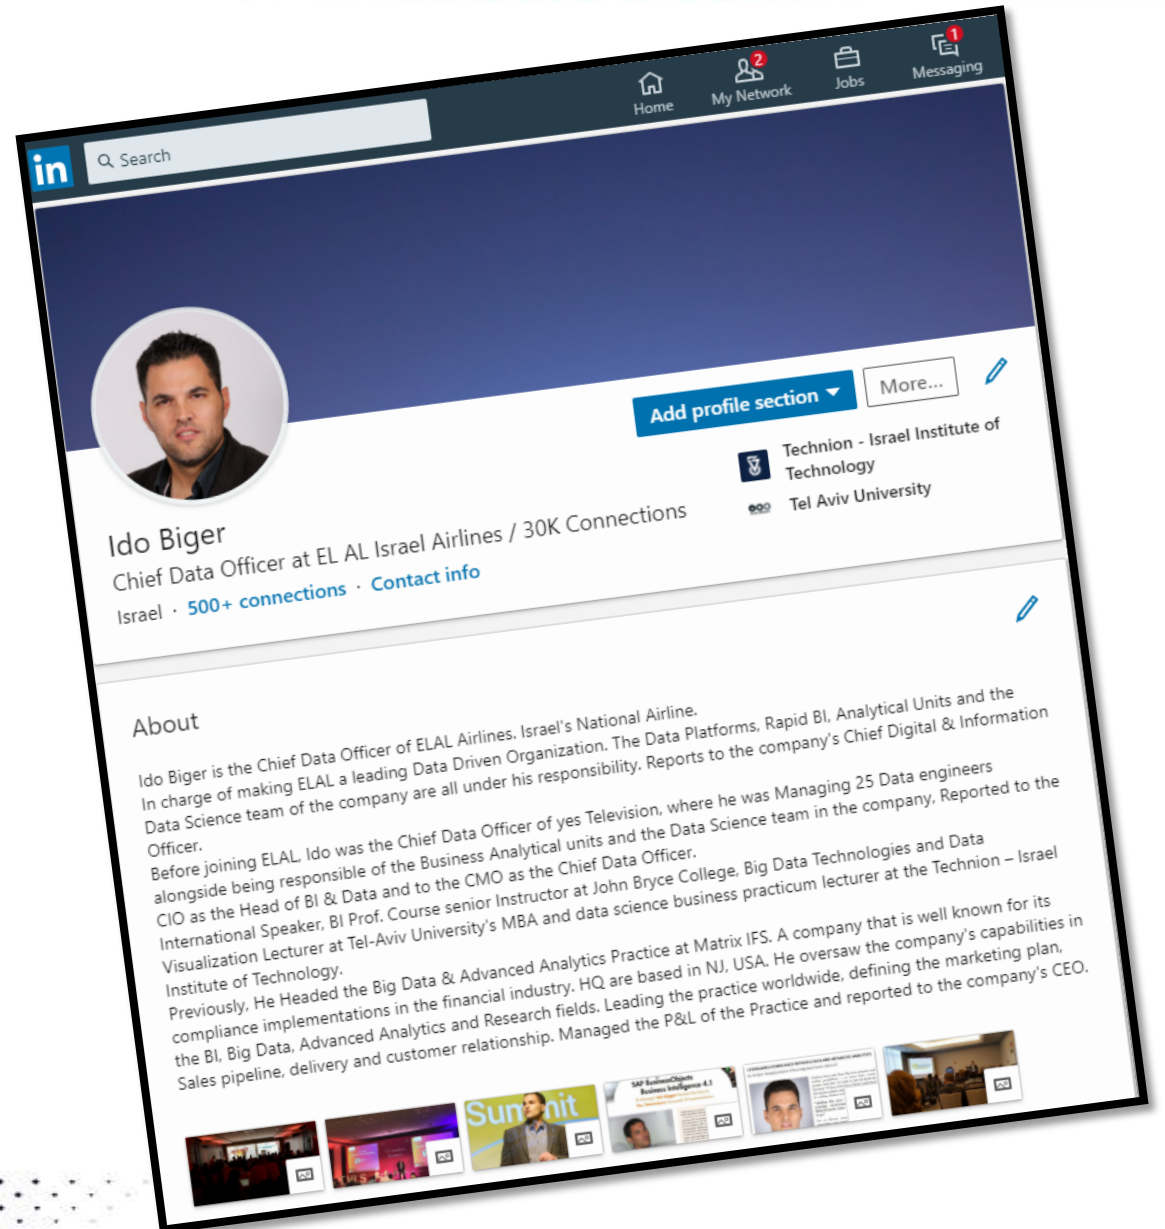 in
Search
Home
2
My Network
Jobs
1
Messaging
Add profile section
More...
Technion - Israel Institute of
Technology
Tel Aviv University
Ido Biger
Chief Data Officer at EL AL Israel Airlines / 30K Connections
Israel · 500+ connections · Contact info
About
Ido Biger is the Chief Data Officer of ELAL Airlines. Israel's National Airline.
In charge of making ELAL a leading Data Driven Organization. The Data Platforms, Rapid BI, Analytical Units and the
Data Science team of the company are all under his responsibility. Reports to the company's Chief Digital & Information
Officer.
Before joining ELAL, Ido was the Chief Data Officer of yes Television, where he was Managing 25 Data engineers
alongside being responsible of the Business Analytical units and the Data Science team in the company, Reported to the
CIO as the Head of BI & Data and to the CMO as the Chief Data Officer.
International Speaker, BI Prof. Course senior Instructor at John Bryce College, Big Data Technologies and Data
Visualization Lecturer at Tel-Aviv University's MBA and data science business practicum lecturer at the Technion – Israel
Institute of Technology.
Previously, He Headed the Big Data & Advanced Analytics Practice at Matrix IFS. A company that is well known for its
compliance implementations in the financial industry. HQ are based in NJ, USA. He oversaw the company's capabilities in
the BI, Big Data, Advanced Analytics and Research fields. Leading the practice worldwide, defining the marketing plan,
Sales pipeline, delivery and customer relationship. Managed the P&L of the Practice and reported to the company's CEO.
Summit
SAP BusinessObjects
Business Intelligence 4.1